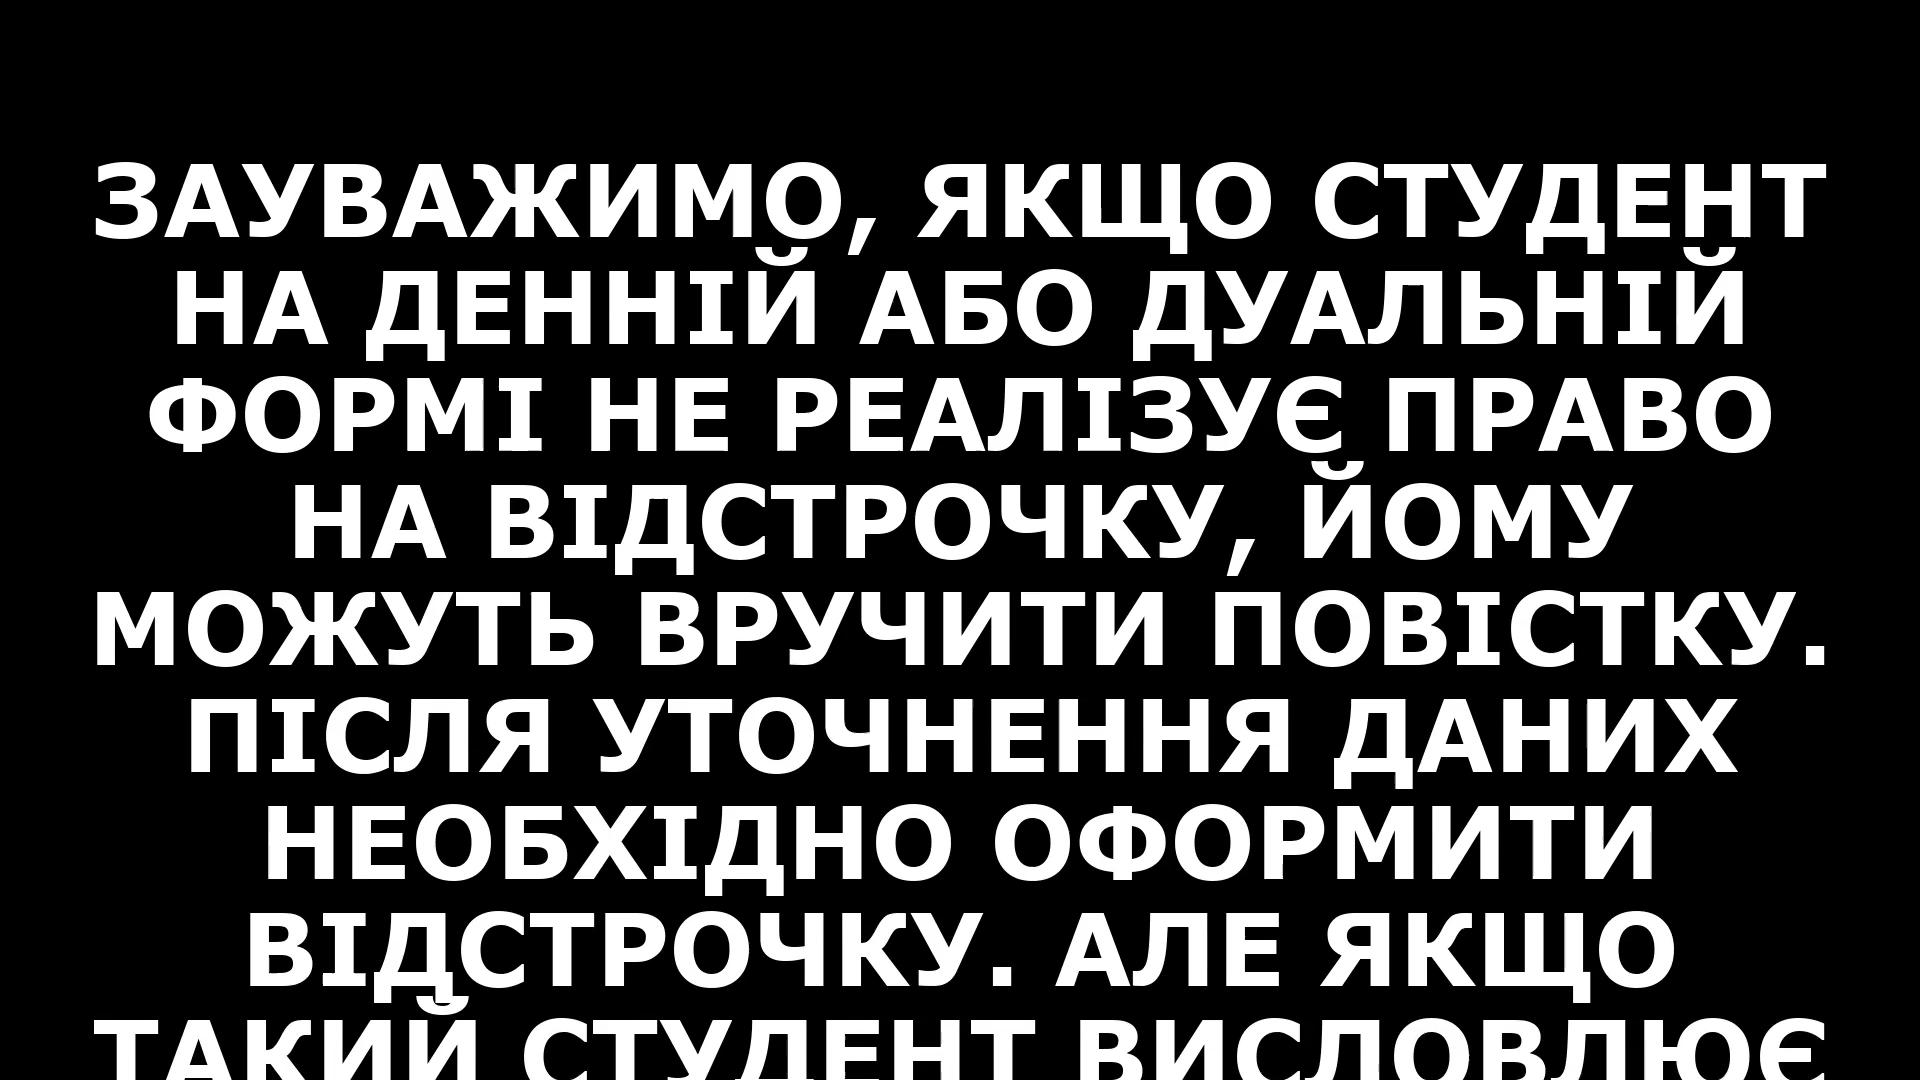 ЗАУВАЖИМО, ЯКЩО СТУДЕНТ
НА ДЕННІЙ АБО ДУАЛЬНІЙ
ФОРМІ НЕ РЕАЛІЗУЄ ПРАВО
НА ВІДСТРОЧКУ, ЙОМУ
МОЖУТЬ ВРУЧИТИ ПОВІСТКУ.
ПІСЛЯ УТОЧНЕННЯ ДАНИХ
НЕОБХІДНО ОФОРМИТИ
ВІДСТРОЧКУ. АЛЕ ЯКЩО
ТАКИЙ СТУДЕНТ ВИСЛОВЛЮЄ